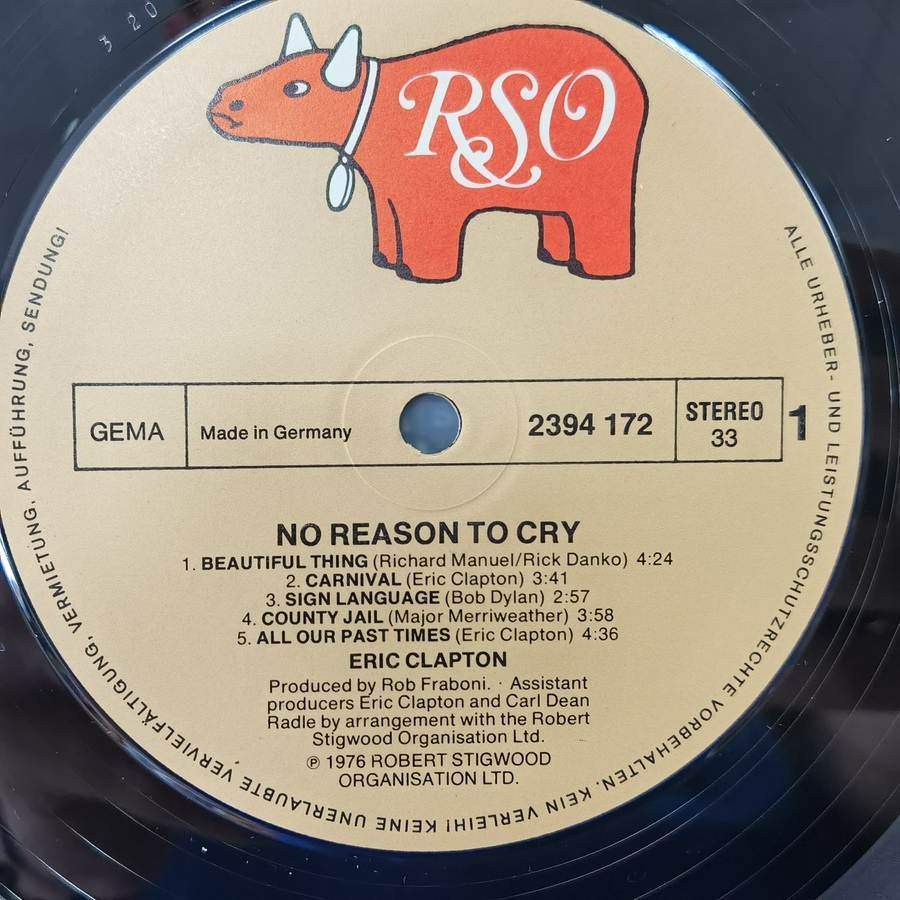 3 20
RSO
ALLE URHEBER- UND LEISTUNGSSCHUTZRECHTE VORBEHALTEN. KEIN VERLEIH! KEINE UNERLAUBTE VERVIELFÄLTIGUNG, VERMIETUNG, AUFFÜHRUNG, SENDUNG!
GEMA
Made in Germany
2394 172
STEREO
33
1
NO REASON TO CRY
1. BEAUTIFUL THING (Richard Manuel/Rick Danko) 4:24
2. CARNIVAL (Eric Clapton) 3:41
3. SIGN LANGUAGE (Bob Dylan) 2:57
4. COUNTY JAIL (Major Merriweather) 3:58
5. ALL OUR PAST TIMES (Eric Clapton) 4:36
ERIC CLAPTON
Produced by Rob Fraboni. · Assistant
producers Eric Clapton and Carl Dean
Radle by arrangement with the Robert
Stigwood Organisation Ltd.
℗ 1976 ROBERT STIGWOOD
ORGANISATION LTD.